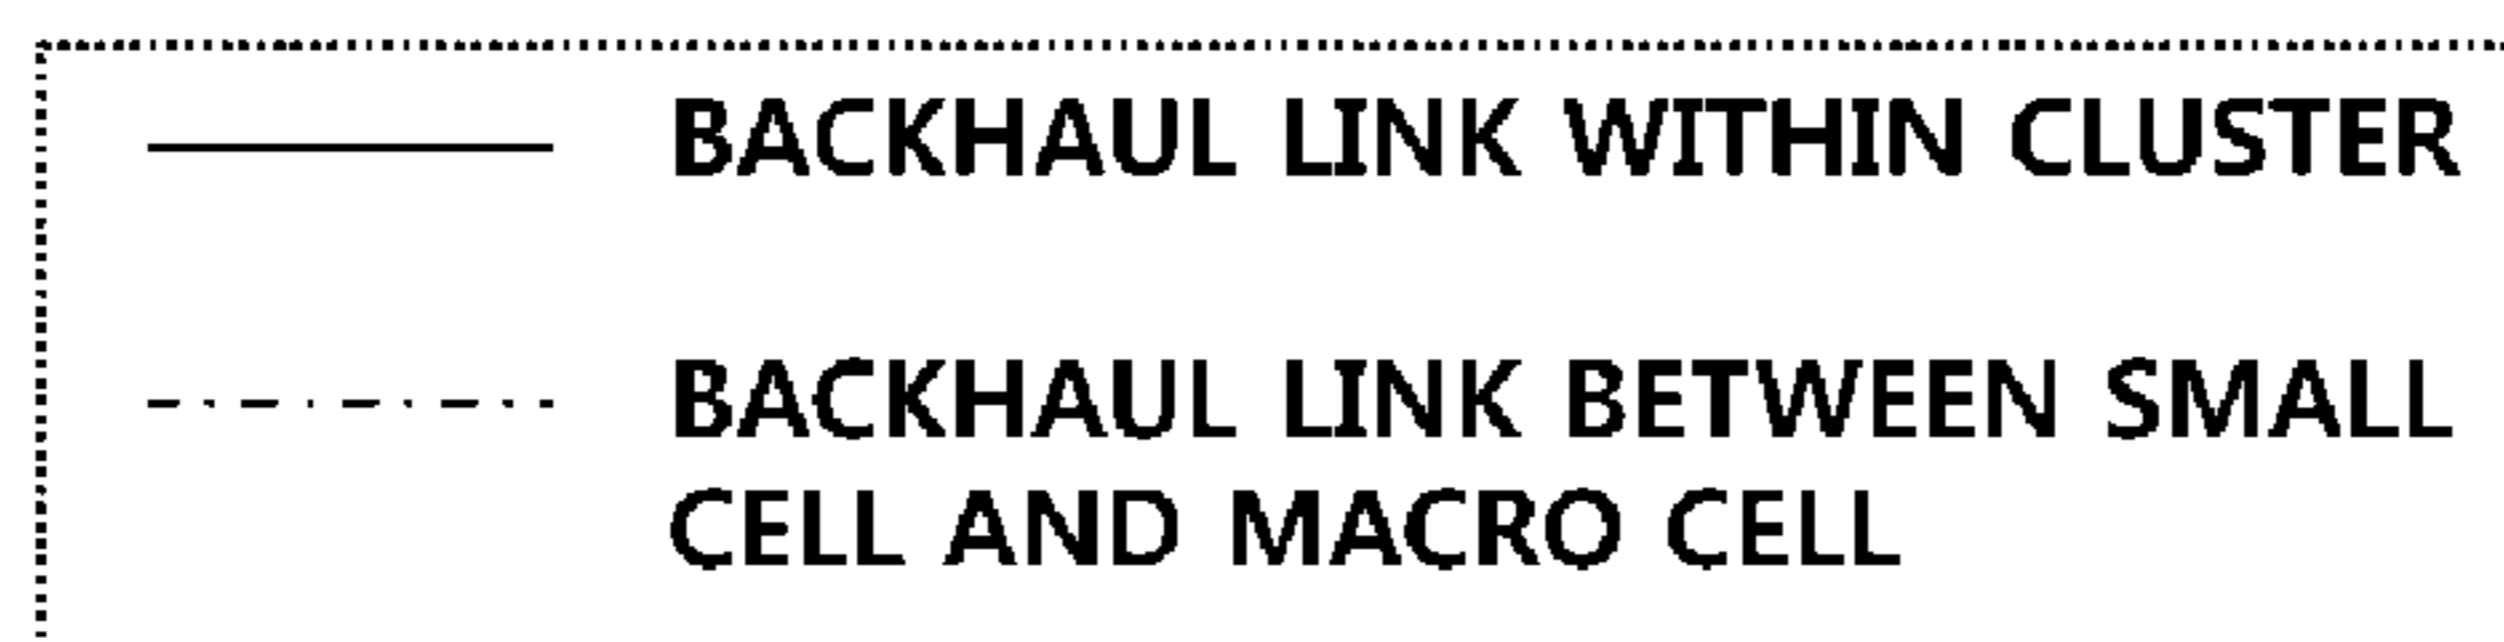 BACKHAUL LINK WITHIN CLUSTER
BACKHAUL LINK BETWEEN SMALL
CELL AND MACRO CELL